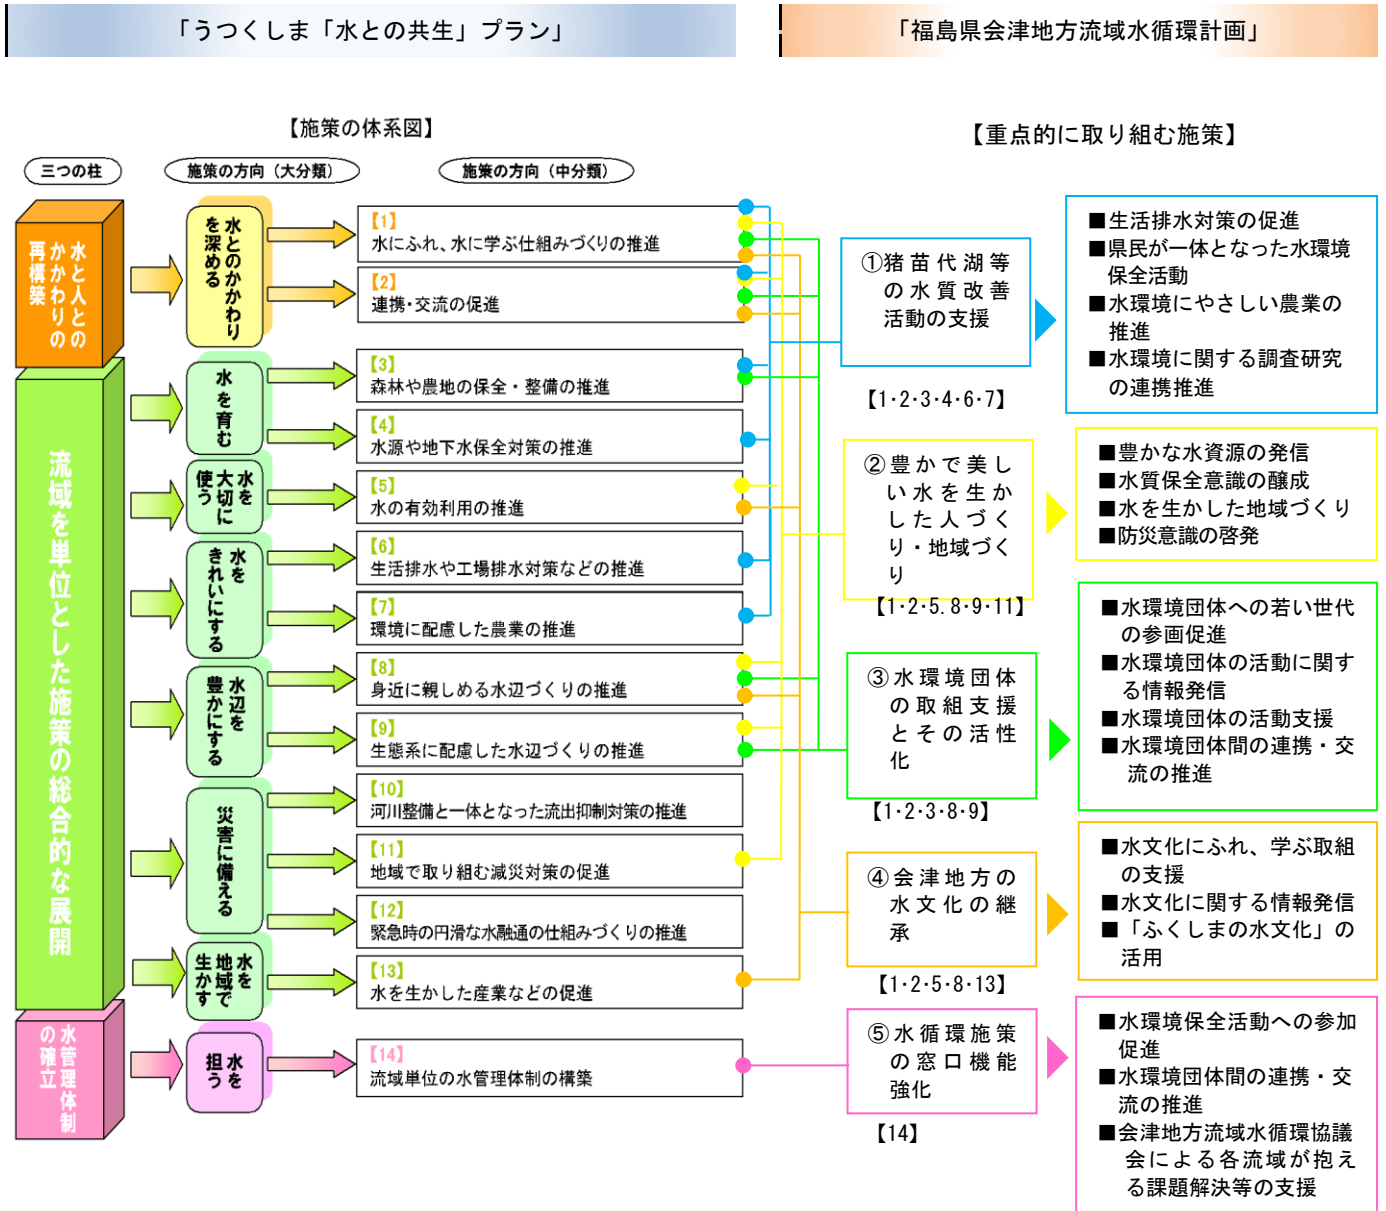 「うつくしま「水との共生」プラン」
「福島県会津地方流域水循環計画」
【施策の体系図】
【重点的に取り組む施策】
三つの柱
施策の方向（大分類）
施策の方向（中分類）
水と人との
かかわりの
再構築
流域を単位とした施策の総合的な展開
水管理体制
の確立
水とのかかわり
を深める
水を育む
水を
大切に
使う
水を
きれいにする
水辺を
豊かにする
災害に備える
水を
地域で
生かす
水を
担う
【1】
水にふれ、水に学ぶ仕組みづくりの推進
【2】
連携・交流の促進
【3】
森林や農地の保全・整備の推進
【4】
水源や地下水保全対策の推進
【5】
水の有効利用の推進
【6】
生活排水や工場排水対策などの推進
【7】
環境に配慮した農業の推進
【8】
身近に親しめる水辺づくりの推進
【9】
生態系に配慮した水辺づくりの推進
【10】
河川整備と一体となった流出抑制対策の推進
【11】
地域で取り組む減災対策の促進
【12】
緊急時の円滑な水融通の仕組みづくりの推進
【13】
水を生かした産業などの促進
【14】
流域単位の水管理体制の構築
①猪苗代湖等
の水質改善
活動の支援
【1・2・3・4・6・7】
■生活排水対策の促進
■県民が一体となった水環境
保全活動
■水環境にやさしい農業の
推進
■水環境に関する調査研究
の連携推進
②豊かで美し
い水を生か
した人づく
り・地域づく
り
【1・2・5.8・9・11】
■豊かな水資源の発信
■水質保全意識の醸成
■水を生かした地域づくり
■防災意識の啓発
③水環境団体
の取組支援
とその活性
化
【1・2・3・8・9】
■水環境団体への若い世代
の参画促進
■水環境団体の活動に関す
る情報発信
■水環境団体の活動支援
■水環境団体間の連携・交
流の推進
④会津地方の
水文化の継
承
【1・2・5・8・13】
■水文化にふれ、学ぶ取組
の支援
■水文化に関する情報発信
■「ふくしまの水文化」の
活用
⑤水循環施策
の窓口機能
強化
【14】
■水環境保全活動への参加
促進
■水環境団体間の連携・交
流の推進
■会津地方流域水循環協議
会による各流域が抱え
る課題解決等の支援